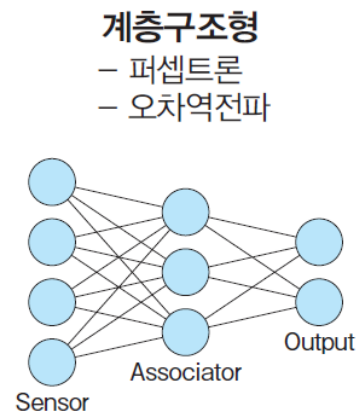 계층구조형
– 퍼셉트론
– 오차역전파
Output
Associator
Sensor